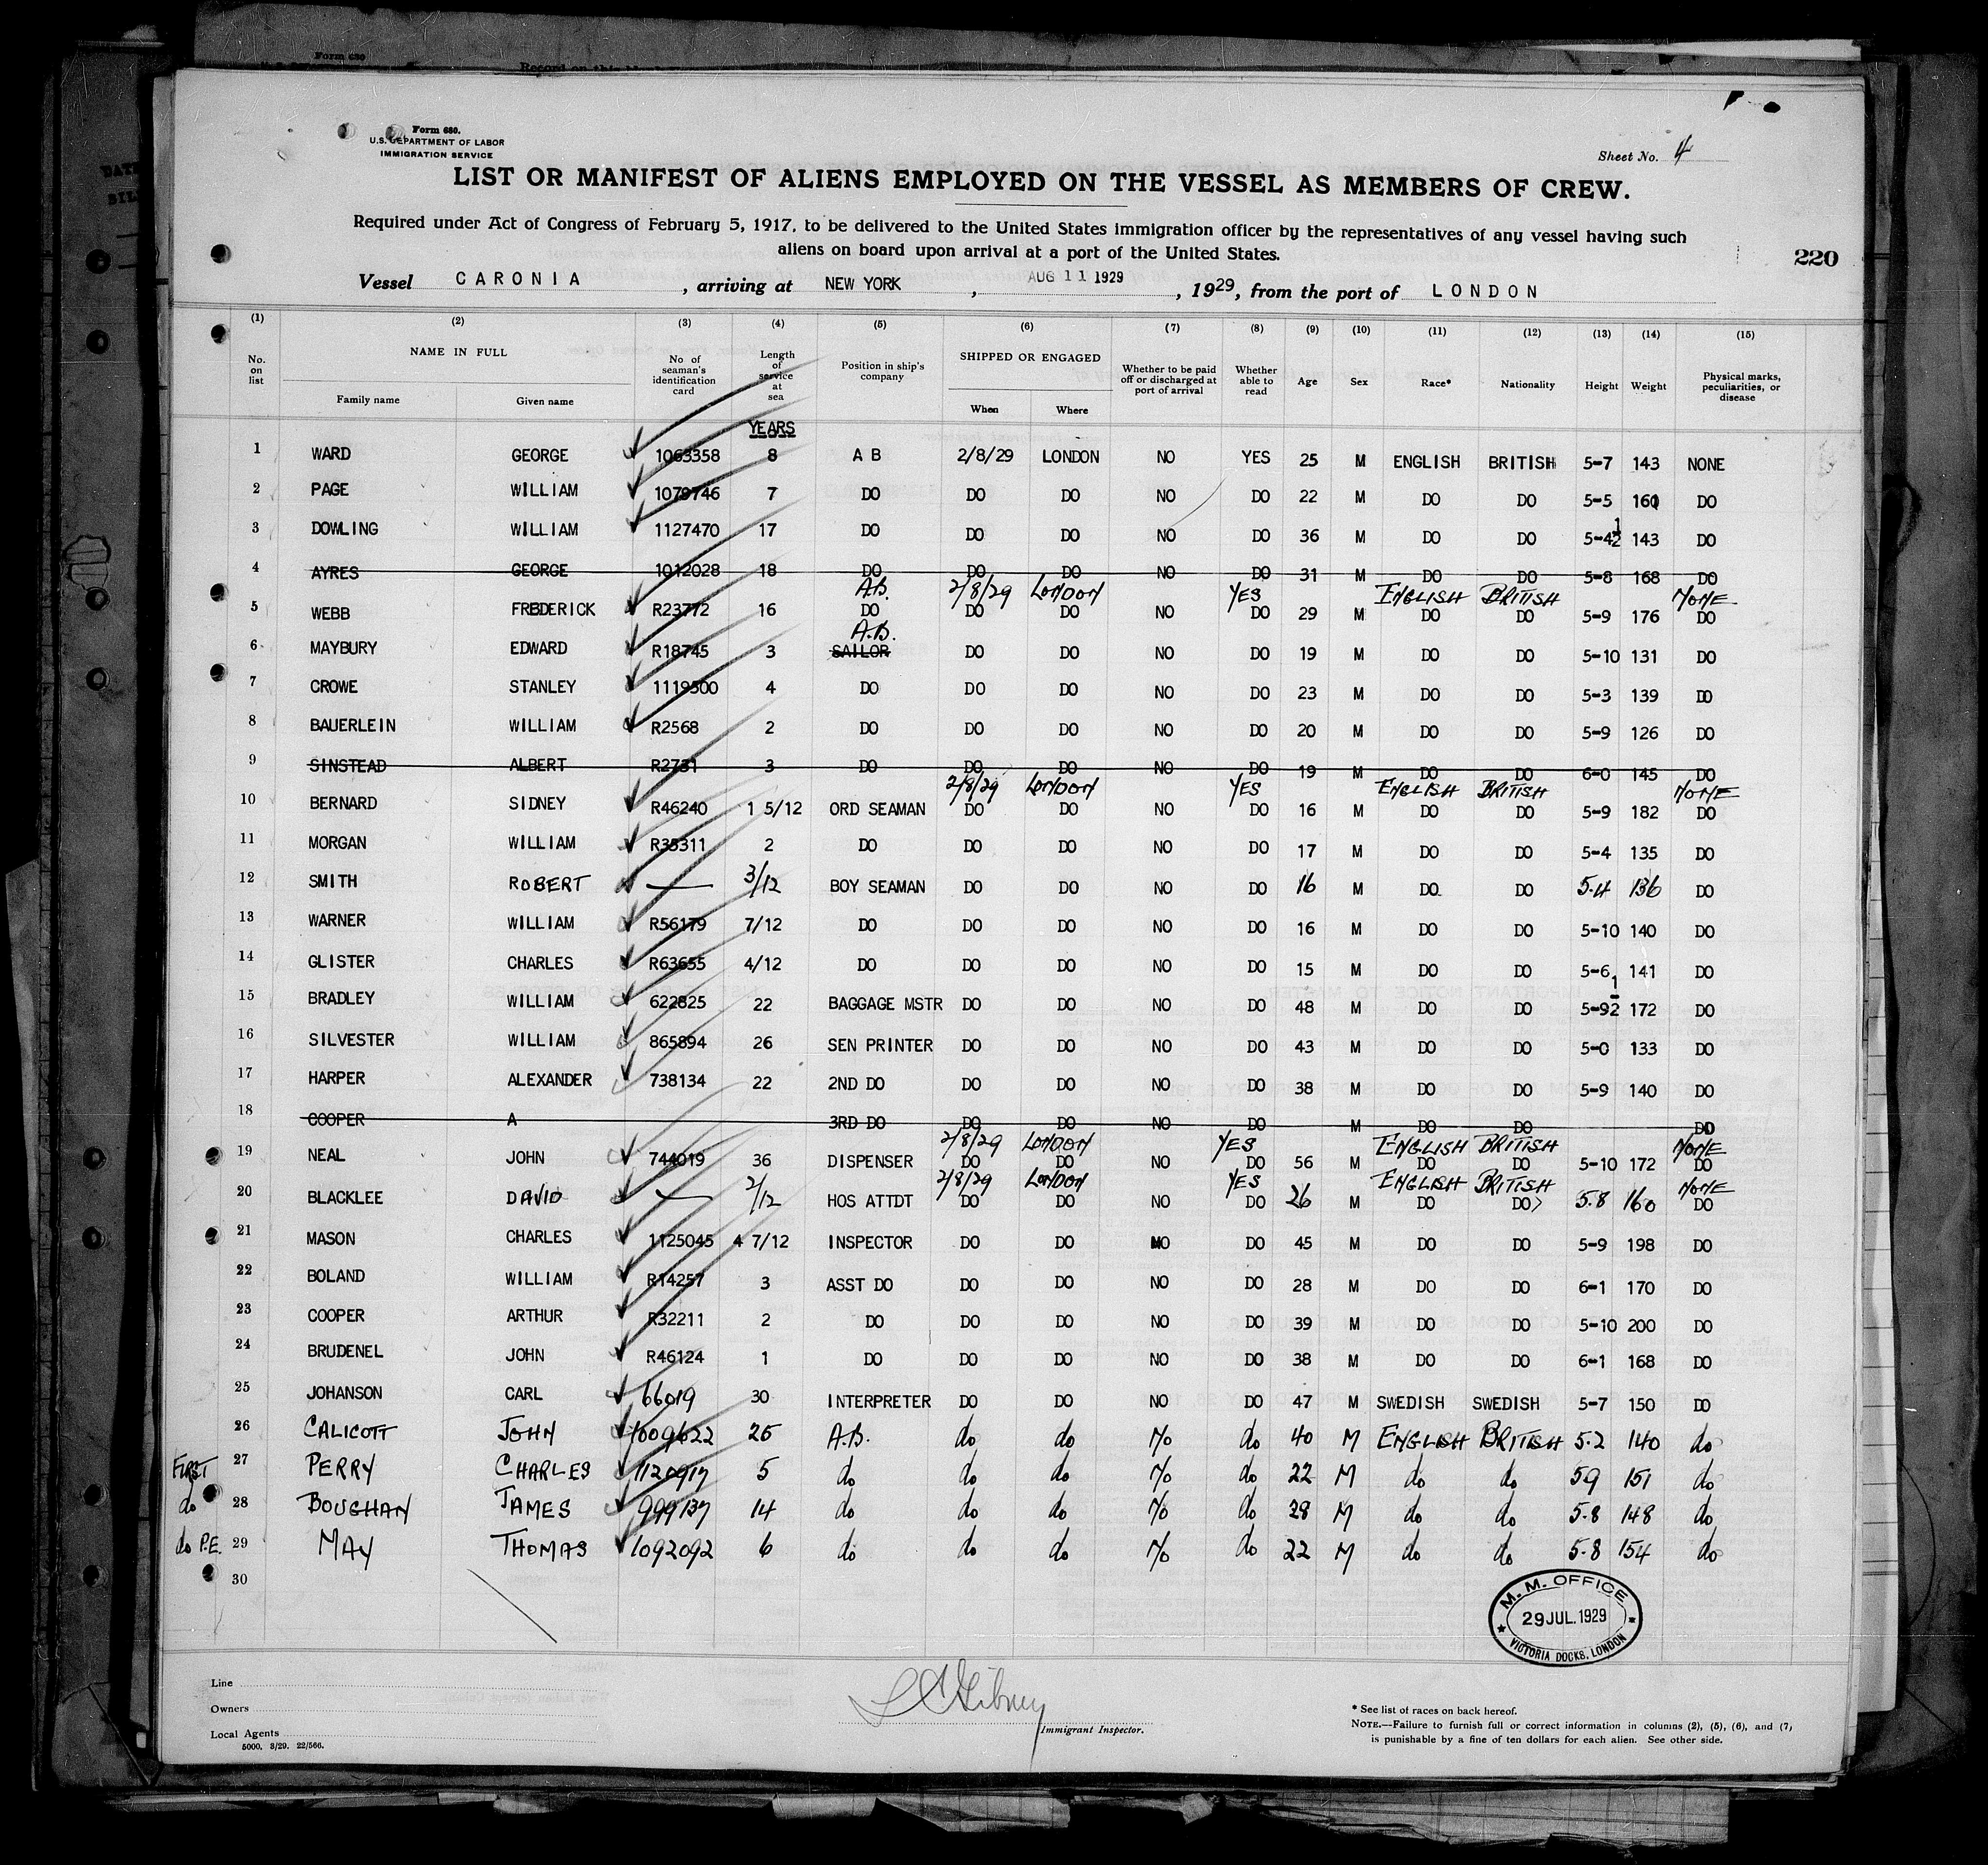 Form 680.
U.S. DEPARTMENT OF LABOR
IMMIGRATION SERVICE
Sheet No. 4
LIST OR MANIFEST OF ALIENS EMPLOYED ON THE VESSEL AS MEMBERS OF CREW.
Required under Act of Congress of February 5, 1917, to be delivered to the United States immigration officer by the representatives of any vessel having such
aliens on board upon arrival at a port of the United States.
220
Vessel CARONIA , arriving at NEW YORK , AUG 11 1929 , 1929, from the port of LONDON
(1) (2) (3) (4) (5) (6) (7) (8) (9) (10) (11) (12) (13) (14) (15)
No. on list NAME IN FULL Family name Given name No of seaman's identification card Length of service at sea Position in ship's company SHIPPED OR ENGAGED When Where Whether to be paid off or discharged at port of arrival Whether able to read Age Sex Race* Nationality Height Weight Physical marks, peculiarities, or disease
YEARS
1 WARD GEORGE 1063358 8 A B 2/8/29 LONDON NO YES 25 M ENGLISH BRITISH 5-7 143 NONE
2 PAGE WILLIAM 1079746 7 DO DO DO NO DO 22 M DO DO 5-5 160 DO
3 DOWLING WILLIAM 1127470 17 DO DO DO NO DO 36 M DO DO 5-4½ 143 DO
4 AYRES GEORGE 1012028 18 DO DO DO NO DO 31 M DO DO 5-8 168 DO
A.B. 2/8/29 LONDON YES ENGLISH BRITISH NONE
5 WEBB FREDERICK R23772 16 DO DO DO NO DO 29 M DO DO 5-9 176 DO
A.B.
6 MAYBURY EDWARD R18745 3 SAILOR DO DO NO DO 19 M DO DO 5-10 131 DO
7 CROWE STANLEY 1119300 4 DO DO DO NO DO 23 M DO DO 5-3 139 DO
8 BAUERLEIN WILLIAM R2568 2 DO DO DO NO DO 20 M DO DO 5-9 126 DO
9 SINSTEAD ALBERT R2731 3 DO DO DO NO DO 19 M DO DO 6-0 145 DO
2/8/29 LONDON YES ENGLISH BRITISH NONE
10 BERNARD SIDNEY R46240 1 5/12 ORD SEAMAN DO DO NO DO 16 M DO DO 5-9 182 DO
11 MORGAN WILLIAM R35311 2 DO DO DO NO DO 17 M DO DO 5-4 135 DO
12 SMITH ROBERT — 3/12 BOY SEAMAN DO DO NO DO 16 M DO DO 5.4 136 DO
13 WARNER WILLIAM R56179 7/12 DO DO DO NO DO 16 M DO DO 5-10 140 DO
14 GLISTER CHARLES R63655 4/12 DO DO DO NO DO 15 M DO DO 5-6 141 DO
15 BRADLEY WILLIAM 622825 22 BAGGAGE MSTR DO DO NO DO 48 M DO DO 5-9½ 172 DO
16 SILVESTER WILLIAM 865894 26 SEN PRINTER DO DO NO DO 43 M DO DO 5-0 133 DO
17 HARPER ALEXANDER 738134 22 2ND DO DO DO NO DO 38 M DO DO 5-9 140 DO
18 COOPER A 3RD DO DO DO NO DO M DO DO DO
2/8/29 LONDON YES ENGLISH BRITISH NONE
19 NEAL JOHN 744019 36 DISPENSER DO DO NO DO 56 M DO DO 5-10 172 DO
2/8/29 LONDON YES ENGLISH BRITISH NONE
20 BLACKLEE DAVID — 2/12 HOS ATTDT DO DO NO DO 26 M DO DO 5.8 160 DO
21 MASON CHARLES 1125045 4 7/12 INSPECTOR DO DO NO DO 45 M DO DO 5-9 198 DO
22 BOLAND WILLIAM R14257 3 ASST DO DO DO NO DO 28 M DO DO 6-1 170 DO
23 COOPER ARTHUR R32211 2 DO DO DO NO DO 39 M DO DO 5-10 200 DO
24 BRUDENEL JOHN R46124 1 DO DO DO NO DO 38 M DO DO 6-1 168 DO
25 JOHANSON CARL 66019 30 INTERPRETER DO DO NO DO 47 M SWEDISH SWEDISH 5-7 150 DO
26 CALICOTT JOHN 1009622 25 A.B. do do No do 40 M ENGLISH BRITISH 5.2 140 do
FIRST 27 PERRY CHARLES 1120917 5 do do do No do 22 M do do 5 9 151 do
do 28 BOUGHAN JAMES 999137 14 do do do No do 28 M do do 5.8 148 do
do P.E. 29 MAY THOMAS 1092092 6 do do do No do 22 M do do 5.8 154 do
30
M. M. OFFICE
29 JUL. 1929
VICTORIA DOCKS, LONDON
Line
Owners
Local Agents
5000. 3/29. 22/566.
Immigrant Inspector.
* See list of races on back hereof.
NOTE.—Failure to furnish full or correct information in columns (2), (5), (6), and (7)
is punishable by a fine of ten dollars for each alien. See other side.